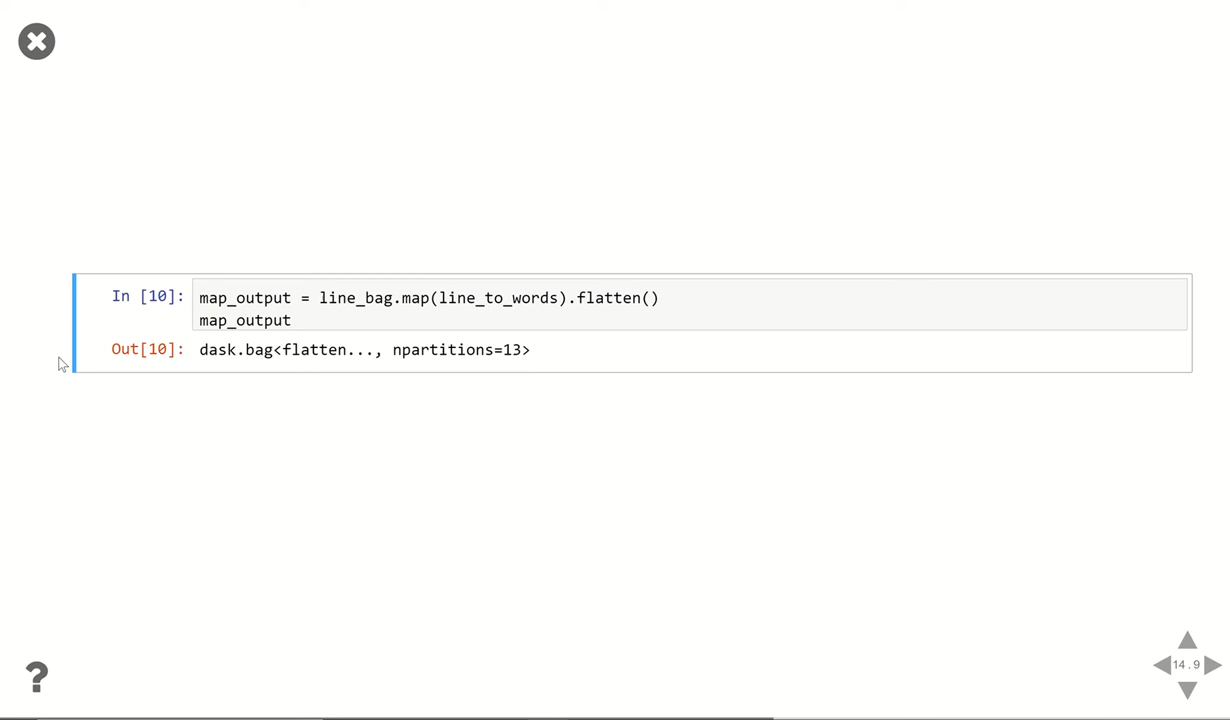 In [10]: map_output = line_bag.map(line_to_words).flatten()
map_output
Out[10]: dask.bag<flatten..., npartitions=13>
?
14.9